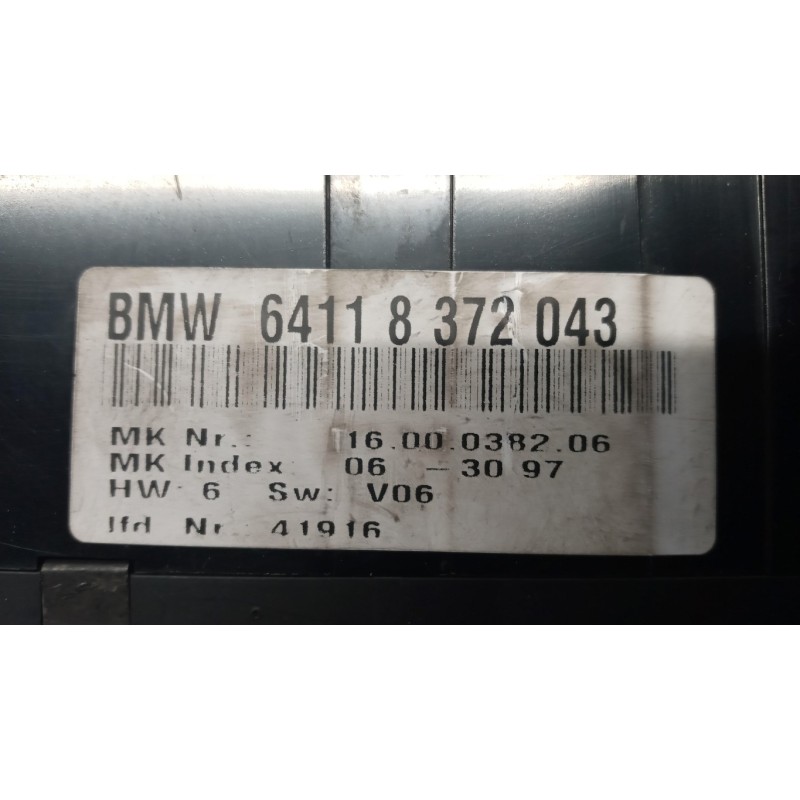 BMW 6411 8 372 043
MK Nr.: 16.00.0382.06
MK Index: 06 - 30 97
HW: 6 Sw: V06
lfd Nr. 41916